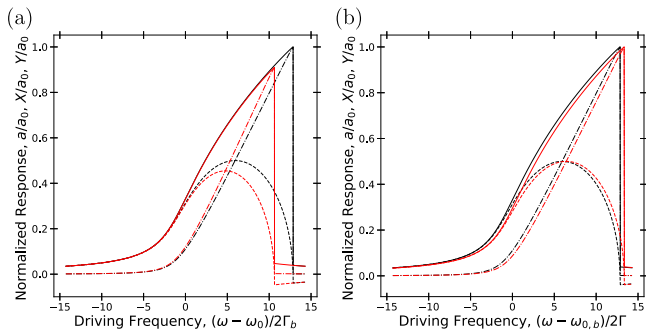 (a)
(b)
Normalized Response, a/a₀, X/a₀, Y/a₀
1.0
0.8
0.6
0.4
0.2
0.0
−15 −10 −5 0 5 10 15
Driving Frequency, (ω − ω₀)/2Γ_b
Normalized Response, a/a₀, X/a₀, Y/a₀
1.0
0.8
0.6
0.4
0.2
0.0
−15 −10 −5 0 5 10 15
Driving Frequency, (ω − ω₀,b)/2Γ